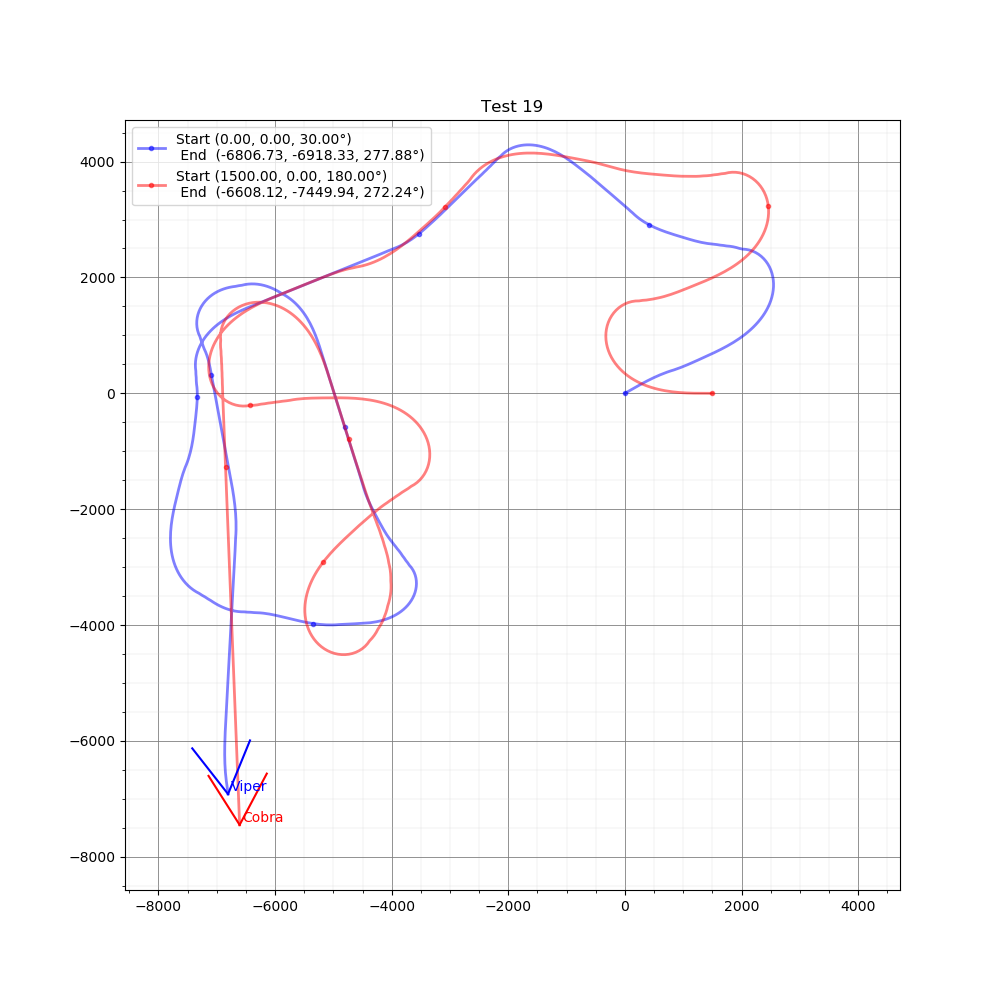 Test 19
Start (0.00, 0.00, 30.00°)
End (-6806.73, -6918.33, 277.88°)
Start (1500.00, 0.00, 180.00°)
End (-6608.12, -7449.94, 272.24°)
4000
2000
0
−2000
−4000
−6000
−8000
Viper
Cobra
−8000 −6000 −4000 −2000 0 2000 4000